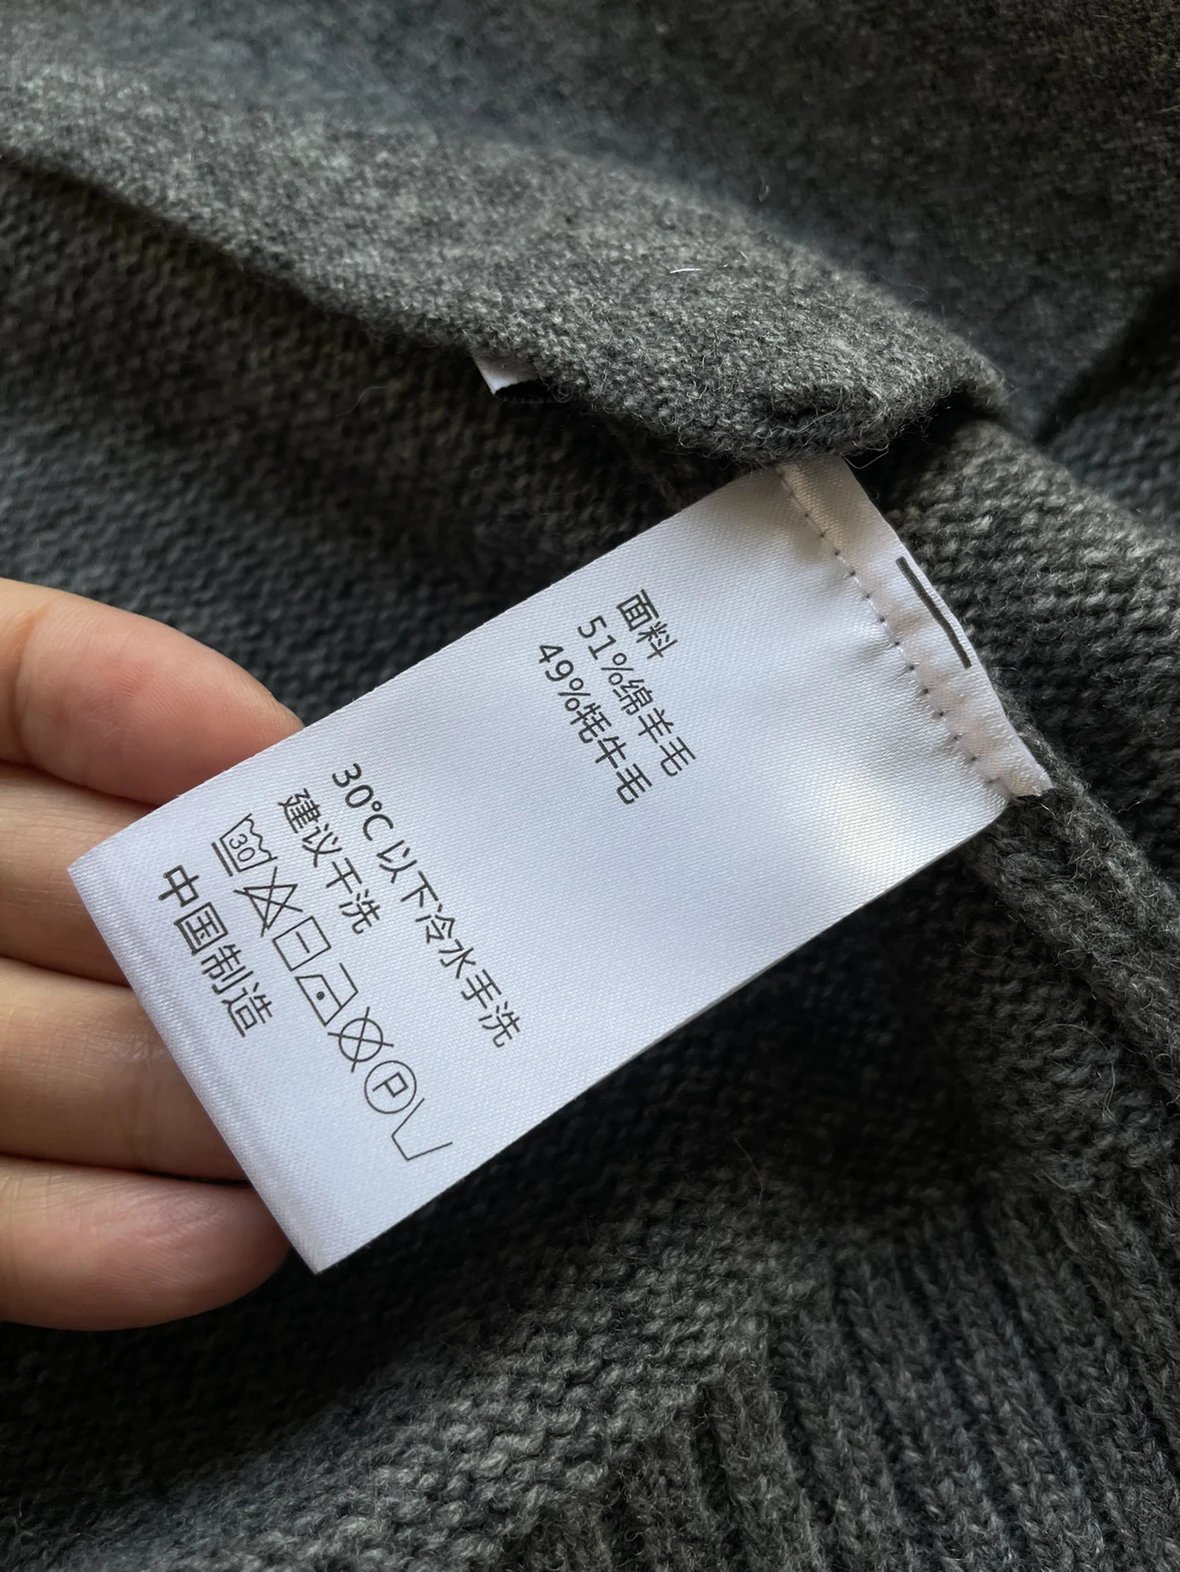 面料
51%绵羊毛
49%牦牛毛
30℃以下冷水手洗
建议干洗
30 P
中国制造